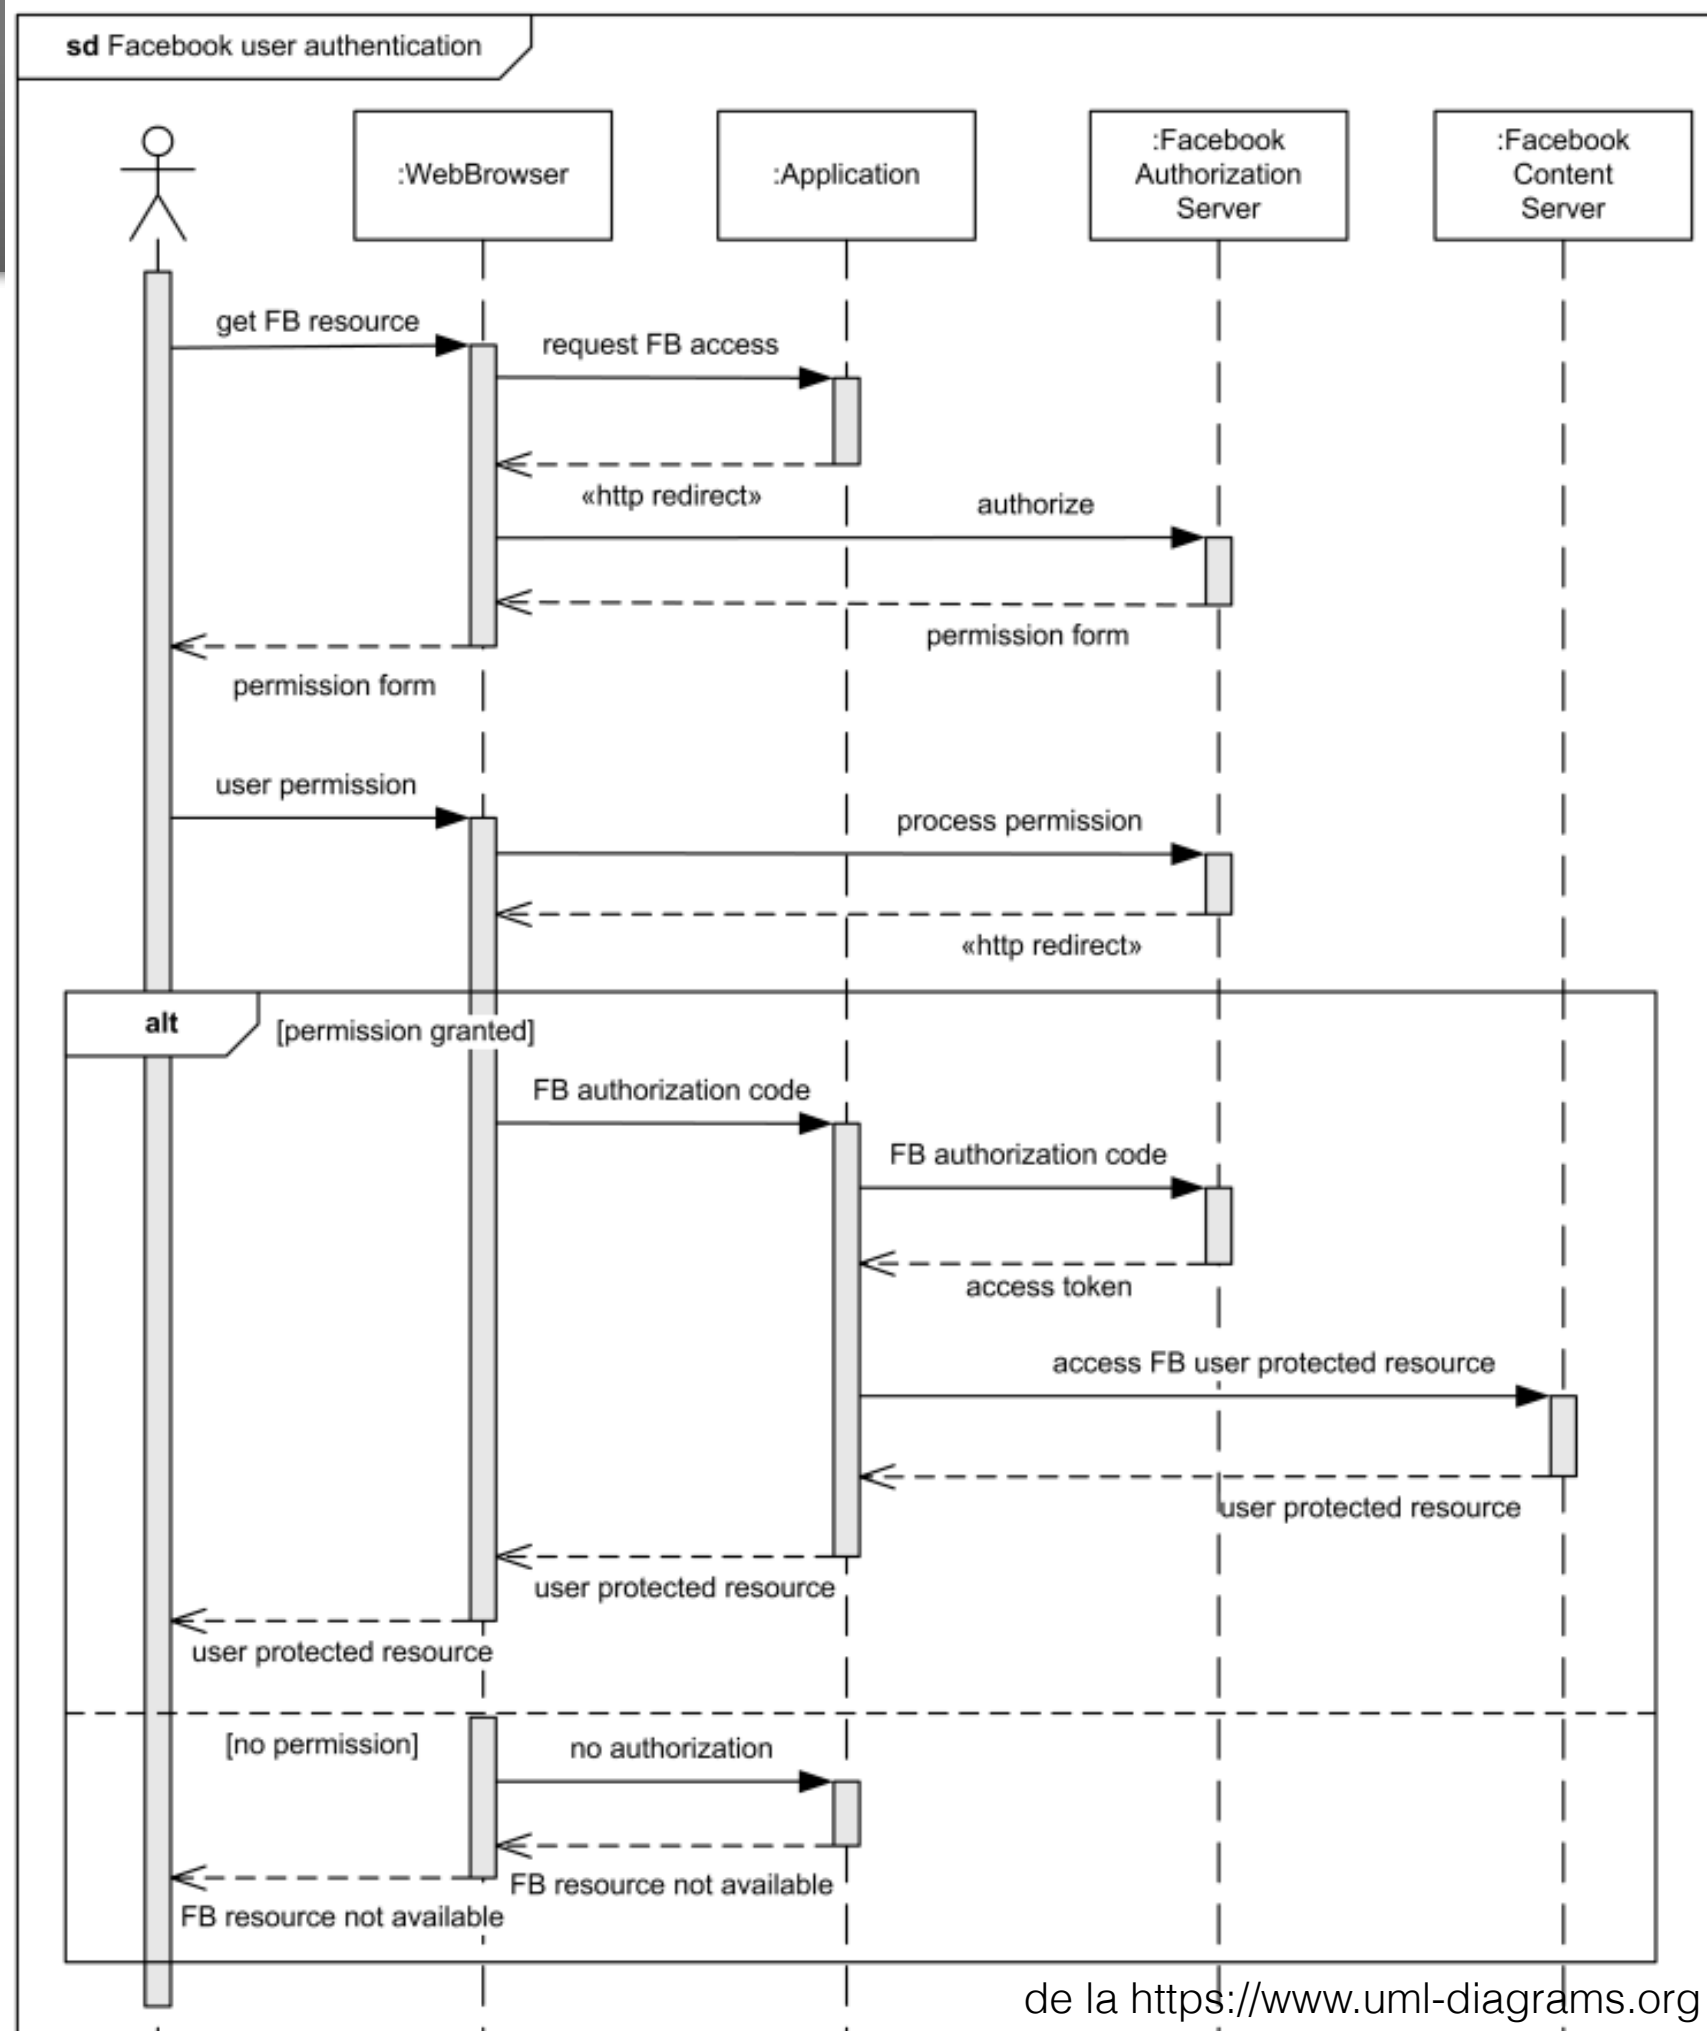 sd Facebook user authentication
:WebBrowser
:Application
:Facebook
Authorization
Server
:Facebook
Content
Server
get FB resource
request FB access
«http redirect»
authorize
permission form
permission form
user permission
process permission
«http redirect»
alt
[permission granted]
FB authorization code
FB authorization code
access token
access FB user protected resource
user protected resource
user protected resource
user protected resource
[no permission]
no authorization
FB resource not available
FB resource not available
de la https://www.uml-diagrams.org